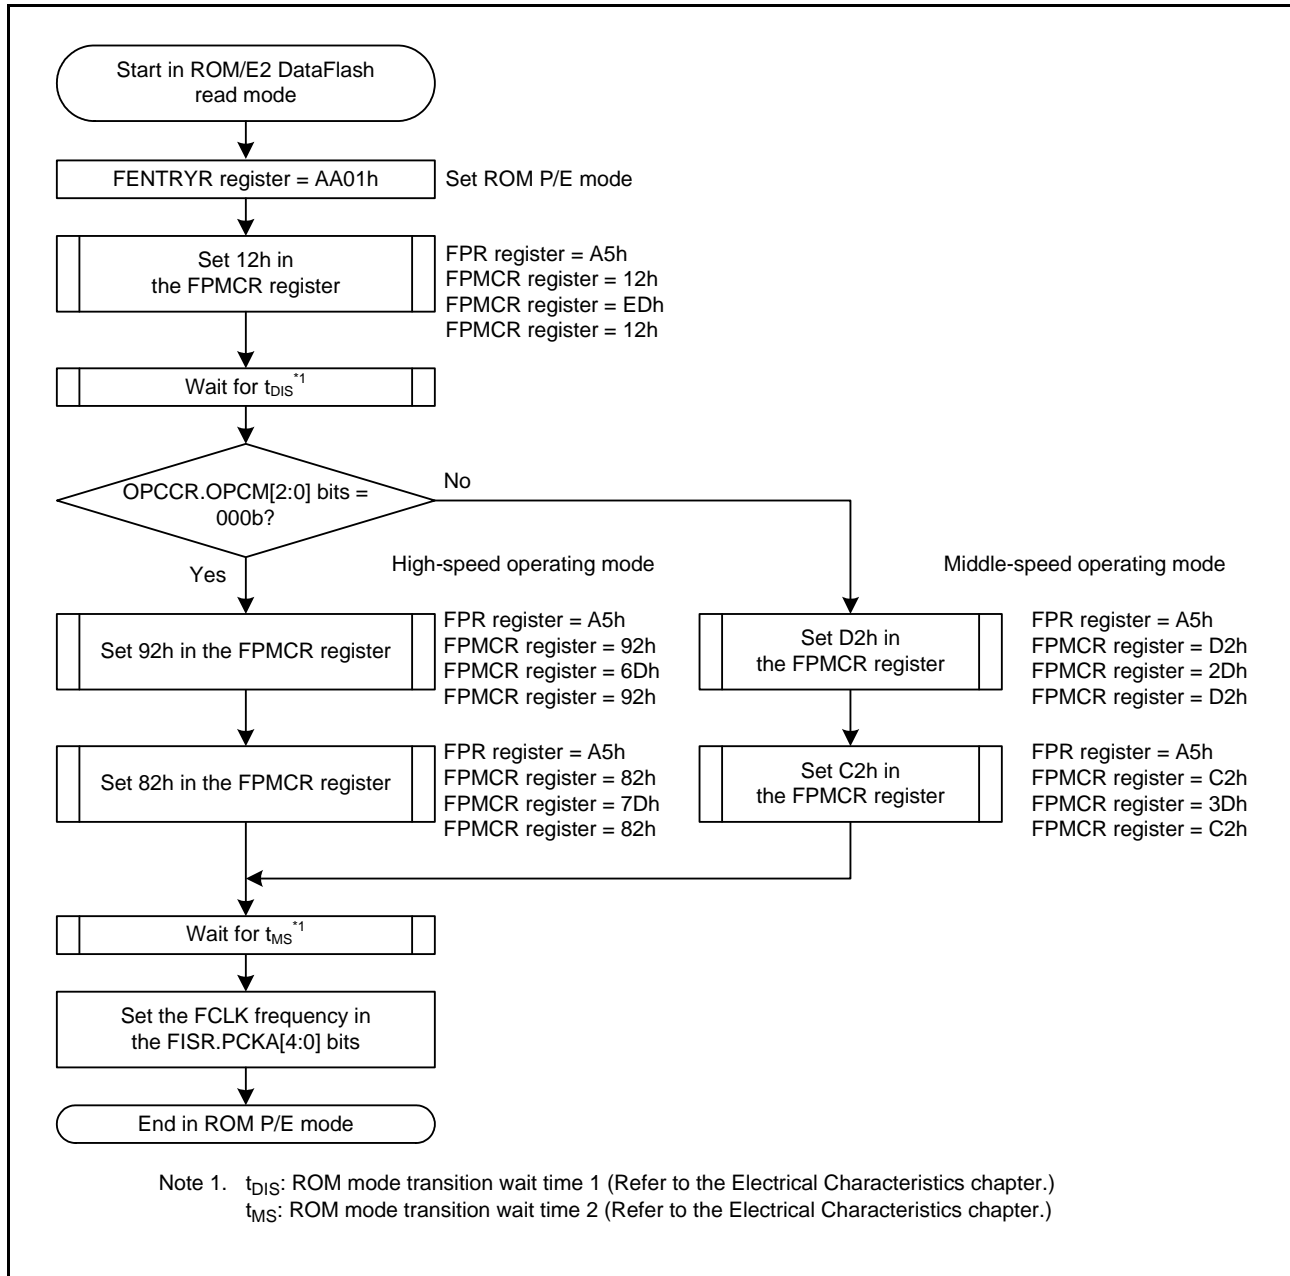 Start in ROM/E2 DataFlash
read mode
FENTRYR register = AA01h
Set ROM P/E mode
Set 12h in
the FPMCR register
FPR register = A5h
FPMCR register = 12h
FPMCR register = EDh
FPMCR register = 12h
Wait for tDIS*1
OPCCR.OPCM[2:0] bits =
000b?
No
Yes
High-speed operating mode
Middle-speed operating mode
Set 92h in the FPMCR register
FPR register = A5h
FPMCR register = 92h
FPMCR register = 6Dh
FPMCR register = 92h
Set D2h in
the FPMCR register
FPR register = A5h
FPMCR register = D2h
FPMCR register = 2Dh
FPMCR register = D2h
Set 82h in the FPMCR register
FPR register = A5h
FPMCR register = 82h
FPMCR register = 7Dh
FPMCR register = 82h
Set C2h in
the FPMCR register
FPR register = A5h
FPMCR register = C2h
FPMCR register = 3Dh
FPMCR register = C2h
Wait for tMS*1
Set the FCLK frequency in
the FISR.PCKA[4:0] bits
End in ROM P/E mode
Note 1. tDIS: ROM mode transition wait time 1 (Refer to the Electrical Characteristics chapter.)
tMS: ROM mode transition wait time 2 (Refer to the Electrical Characteristics chapter.)